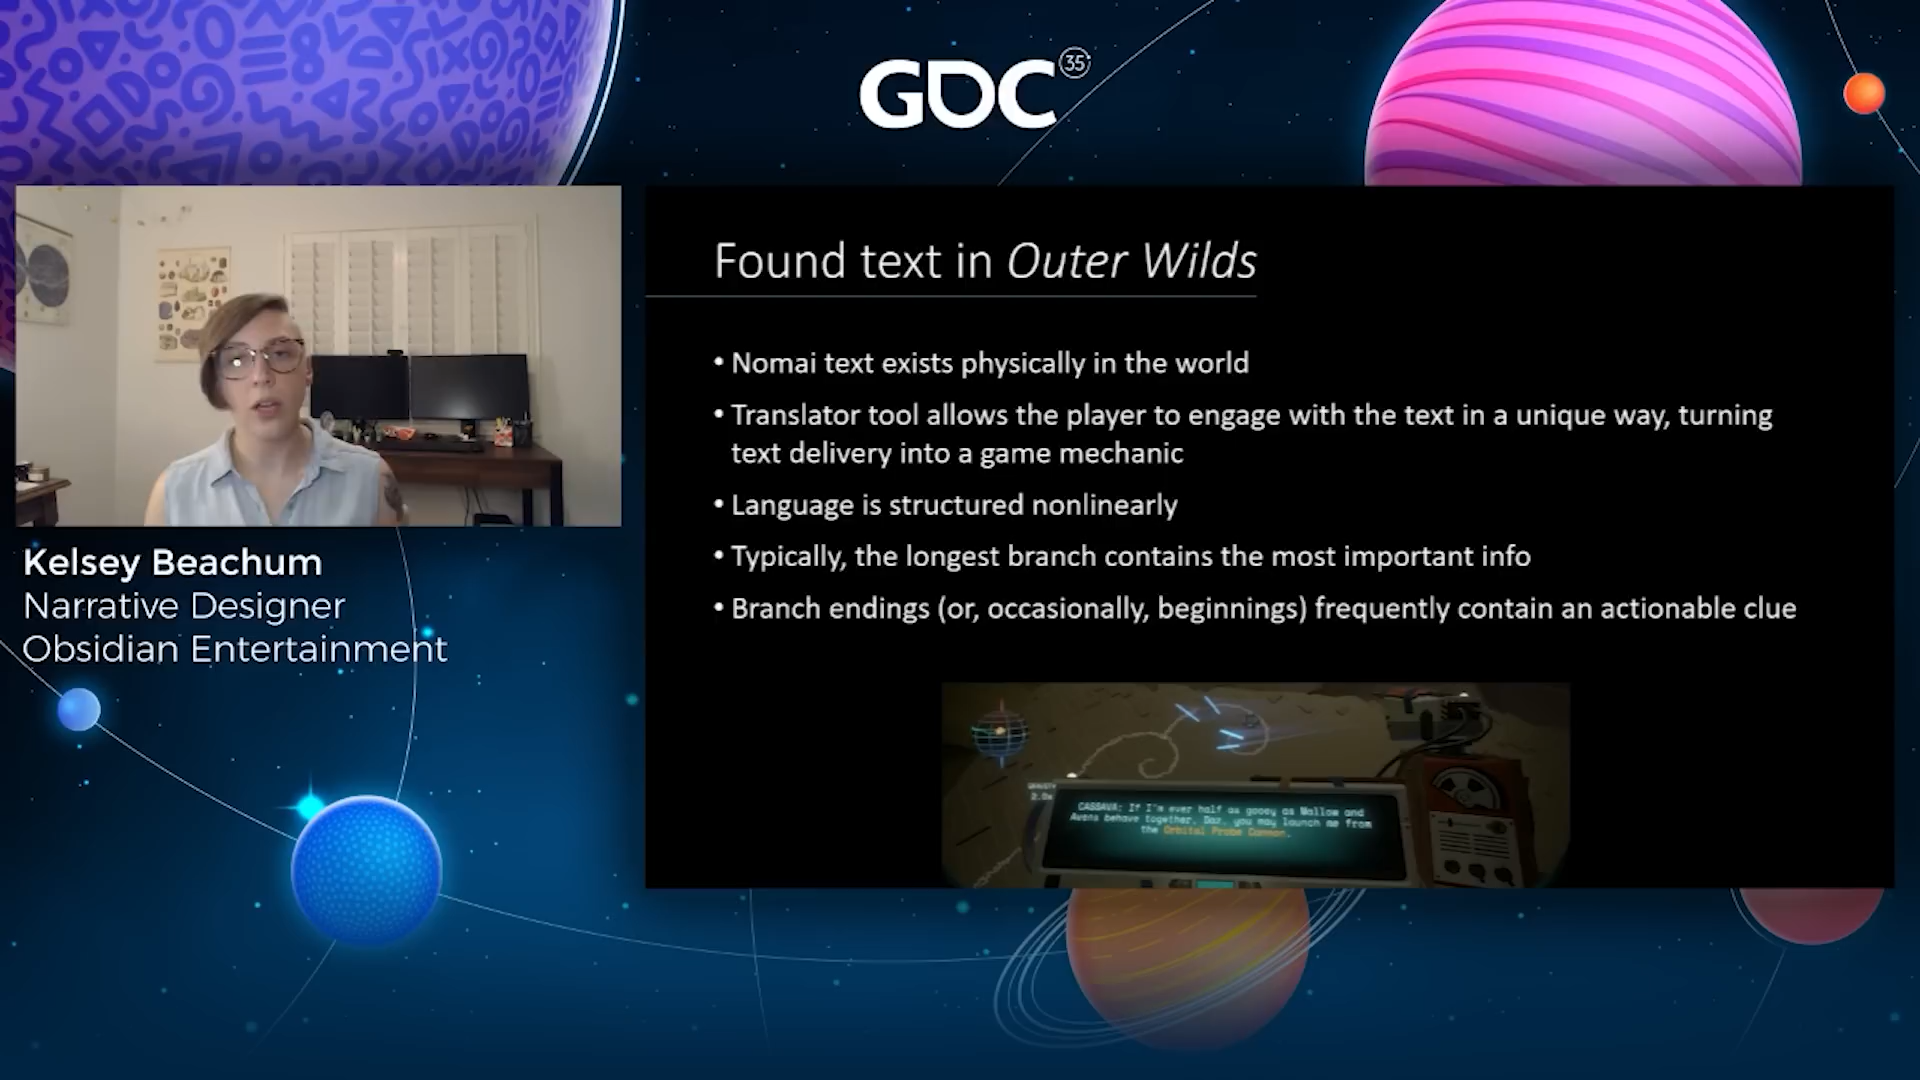 GDC 35
Found text in Outer Wilds
• Nomai text exists physically in the world
• Translator tool allows the player to engage with the text in a unique way, turning
text delivery into a game mechanic
• Language is structured nonlinearly
• Typically, the longest branch contains the most important info
• Branch endings (or, occasionally, beginnings) frequently contain an actionable clue
Kelsey Beachum
Narrative Designer
Obsidian Entertainment
CASSAVA: If I'm ever half as gooey as Mallow and
Avens behave together, Daz, you may launch me from
the Orbital Probe Cannon.